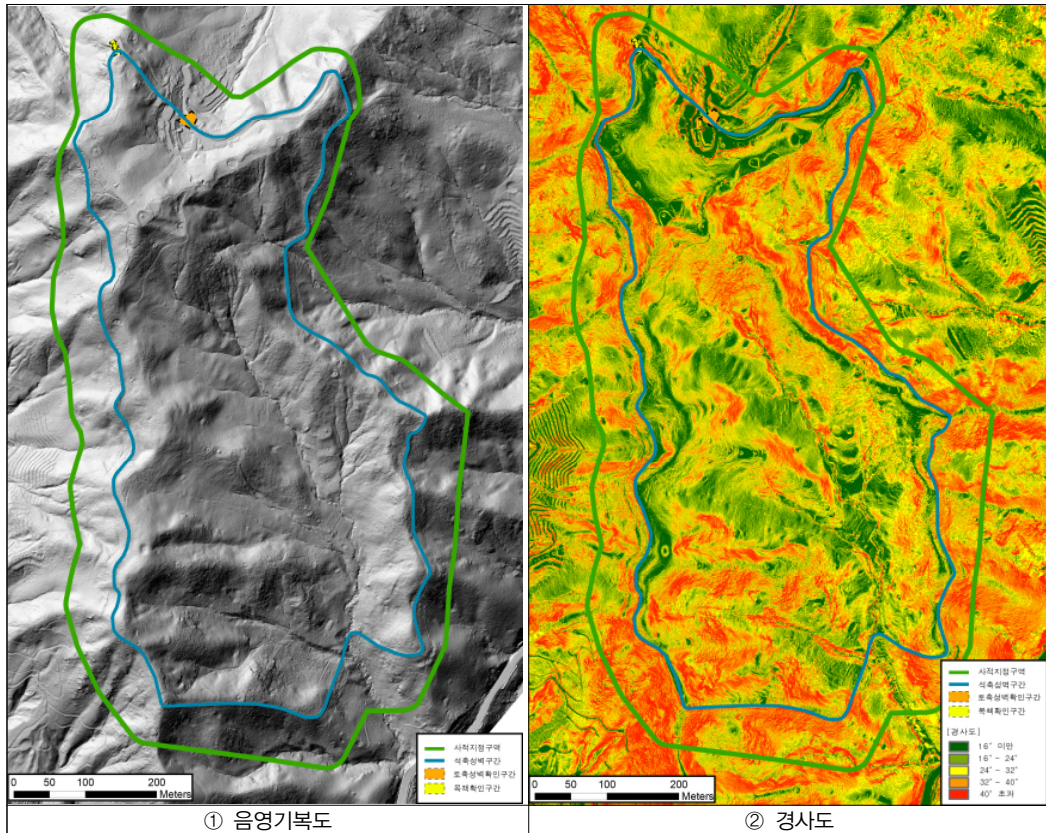 사적지정구역
석축성벽구간
토축성벽확인구간
목책확인구간
0 50 100 200
Meters
① 음영기복도
사적지정구역
석축성벽구간
토축성벽확인구간
목책확인구간
[경사도]
16° 미만
16° - 24°
24° - 32°
32° - 40°
40° 초과
0 50 100 200
Meters
② 경사도